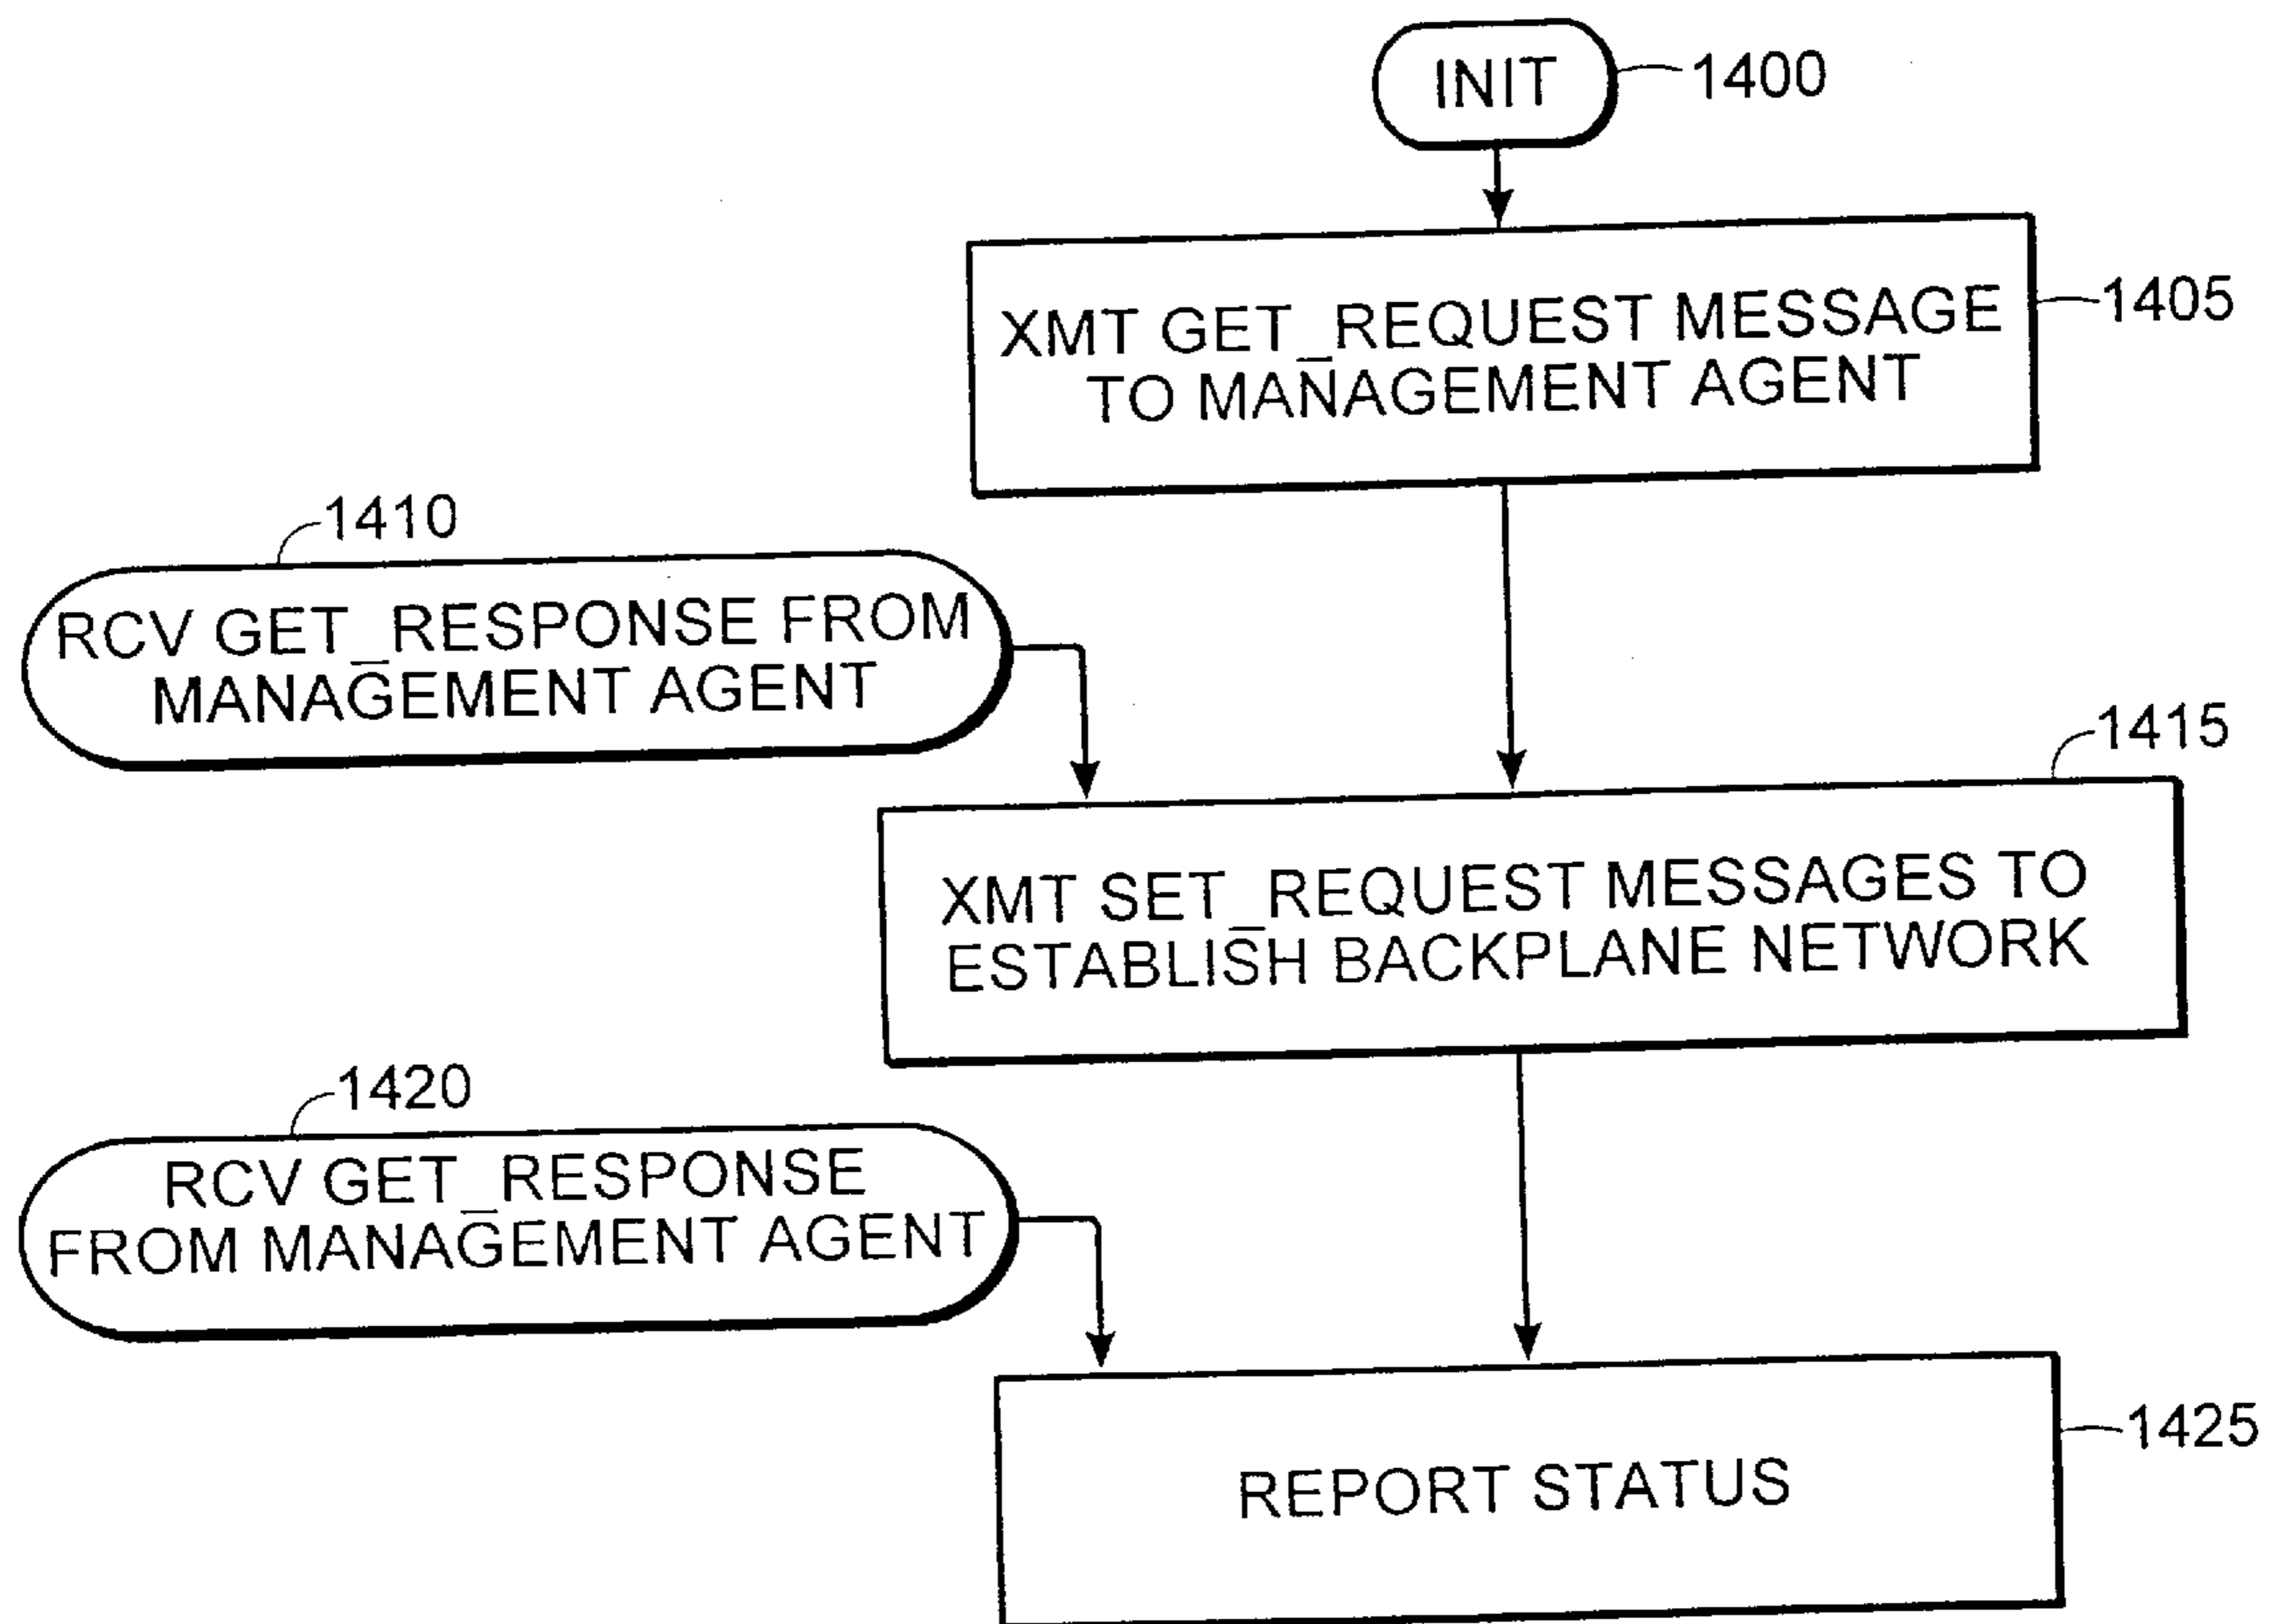 INIT
1400
XMT GET_REQUEST MESSAGE
TO MANAGEMENT AGENT
1405
1410
RCV GET_RESPONSE FROM
MANAGEMENT AGENT
1415
XMT SET_REQUEST MESSAGES TO
ESTABLISH BACKPLANE NETWORK
1420
RCV GET_RESPONSE
FROM MANAGEMENT AGENT
1425
REPORT STATUS